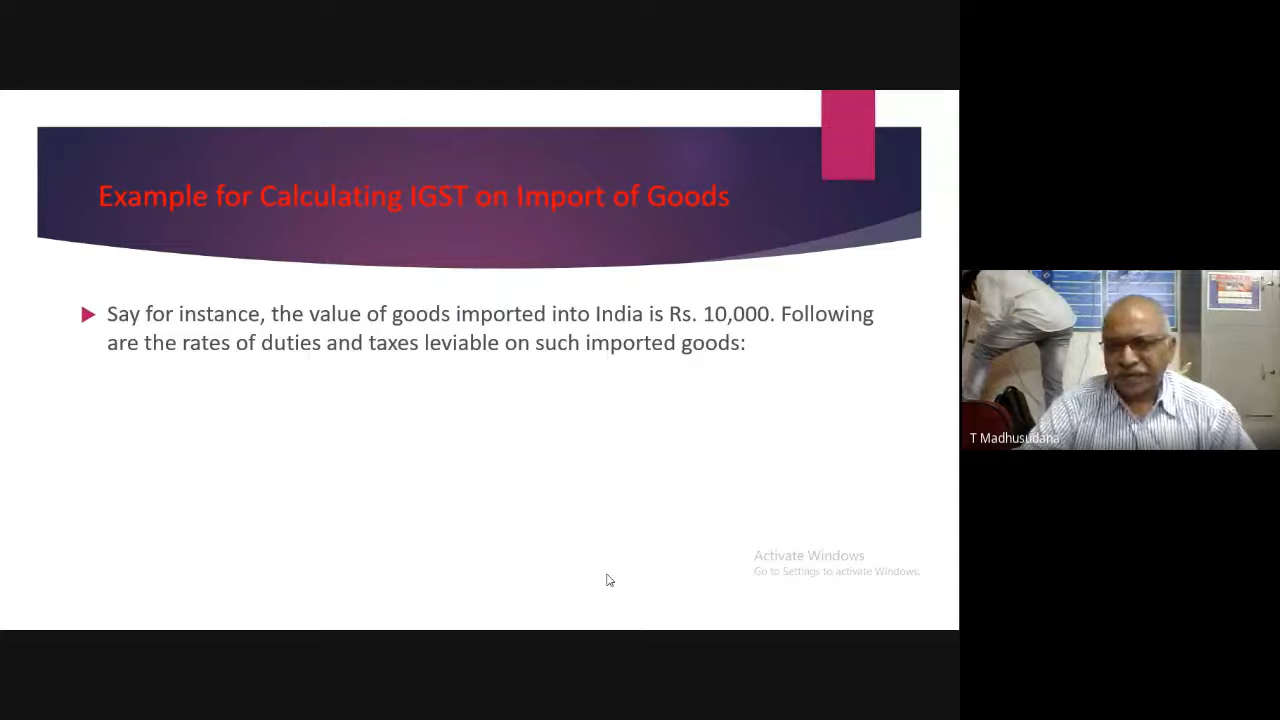 Example for Calculating IGST on Import of Goods
Say for instance, the value of goods imported into India is Rs. 10,000. Following
are the rates of duties and taxes leviable on such imported goods:
Activate Windows
Go to Settings to activate Windows.
T Madhusudana